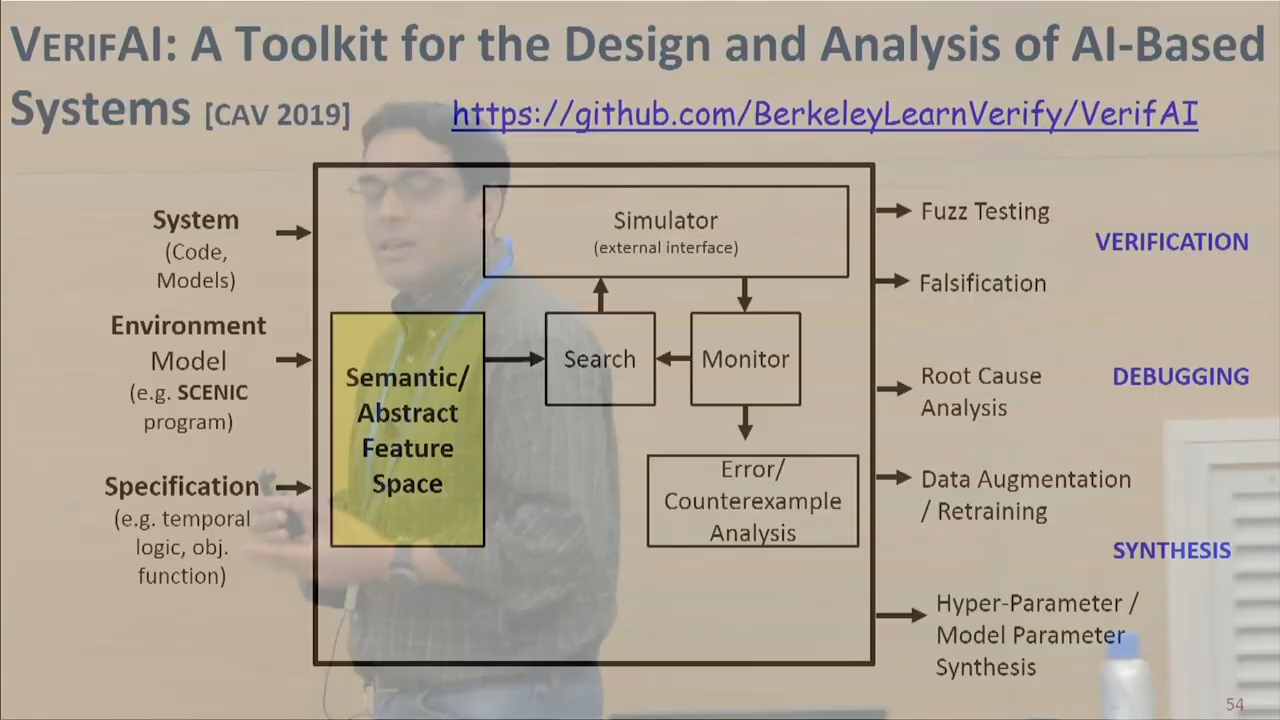 VERIFAI: A Toolkit for the Design and Analysis of AI-Based
Systems [CAV 2019]
https://github.com/BerkeleyLearnVerify/VerifAI
System
(Code,
Models)
Environment
Model
(e.g. SCENIC
program)
Specification
(e.g. temporal
logic, obj.
function)
Simulator
(external interface)
Semantic/
Abstract
Feature
Space
Search
Monitor
Error/
Counterexample
Analysis
Fuzz Testing
VERIFICATION
Falsification
Root Cause
Analysis
DEBUGGING
Data Augmentation
/ Retraining
SYNTHESIS
Hyper-Parameter /
Model Parameter
Synthesis
54